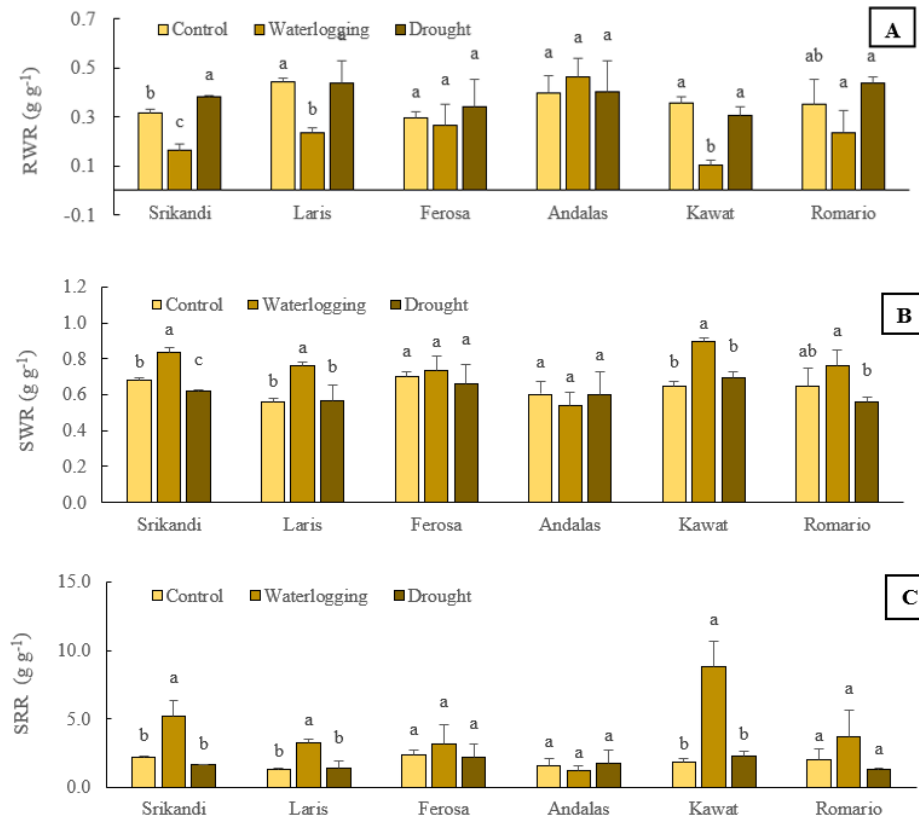 A
Control Waterlogging Drought
RWR (g g⁻¹)
0.7
0.5
0.3
0.1
-0.1
b c a
a b a
a a a
a a a
a b a
ab a a
Srikandi Laris Ferosa Andalas Kawat Romario
B
Control Waterlogging Drought
SWR (g g⁻¹)
1.2
1.0
0.8
0.6
0.4
0.2
0.0
b a c
b a b
a a a
a a a
b a b
ab a b
Srikandi Laris Ferosa Andalas Kawat Romario
C
Control Waterlogging Drought
SRR (g g⁻¹)
15.0
10.0
5.0
0.0
b a b
b a b
a a a
a a a
b a b
a a a
Srikandi Laris Ferosa Andalas Kawat Romario